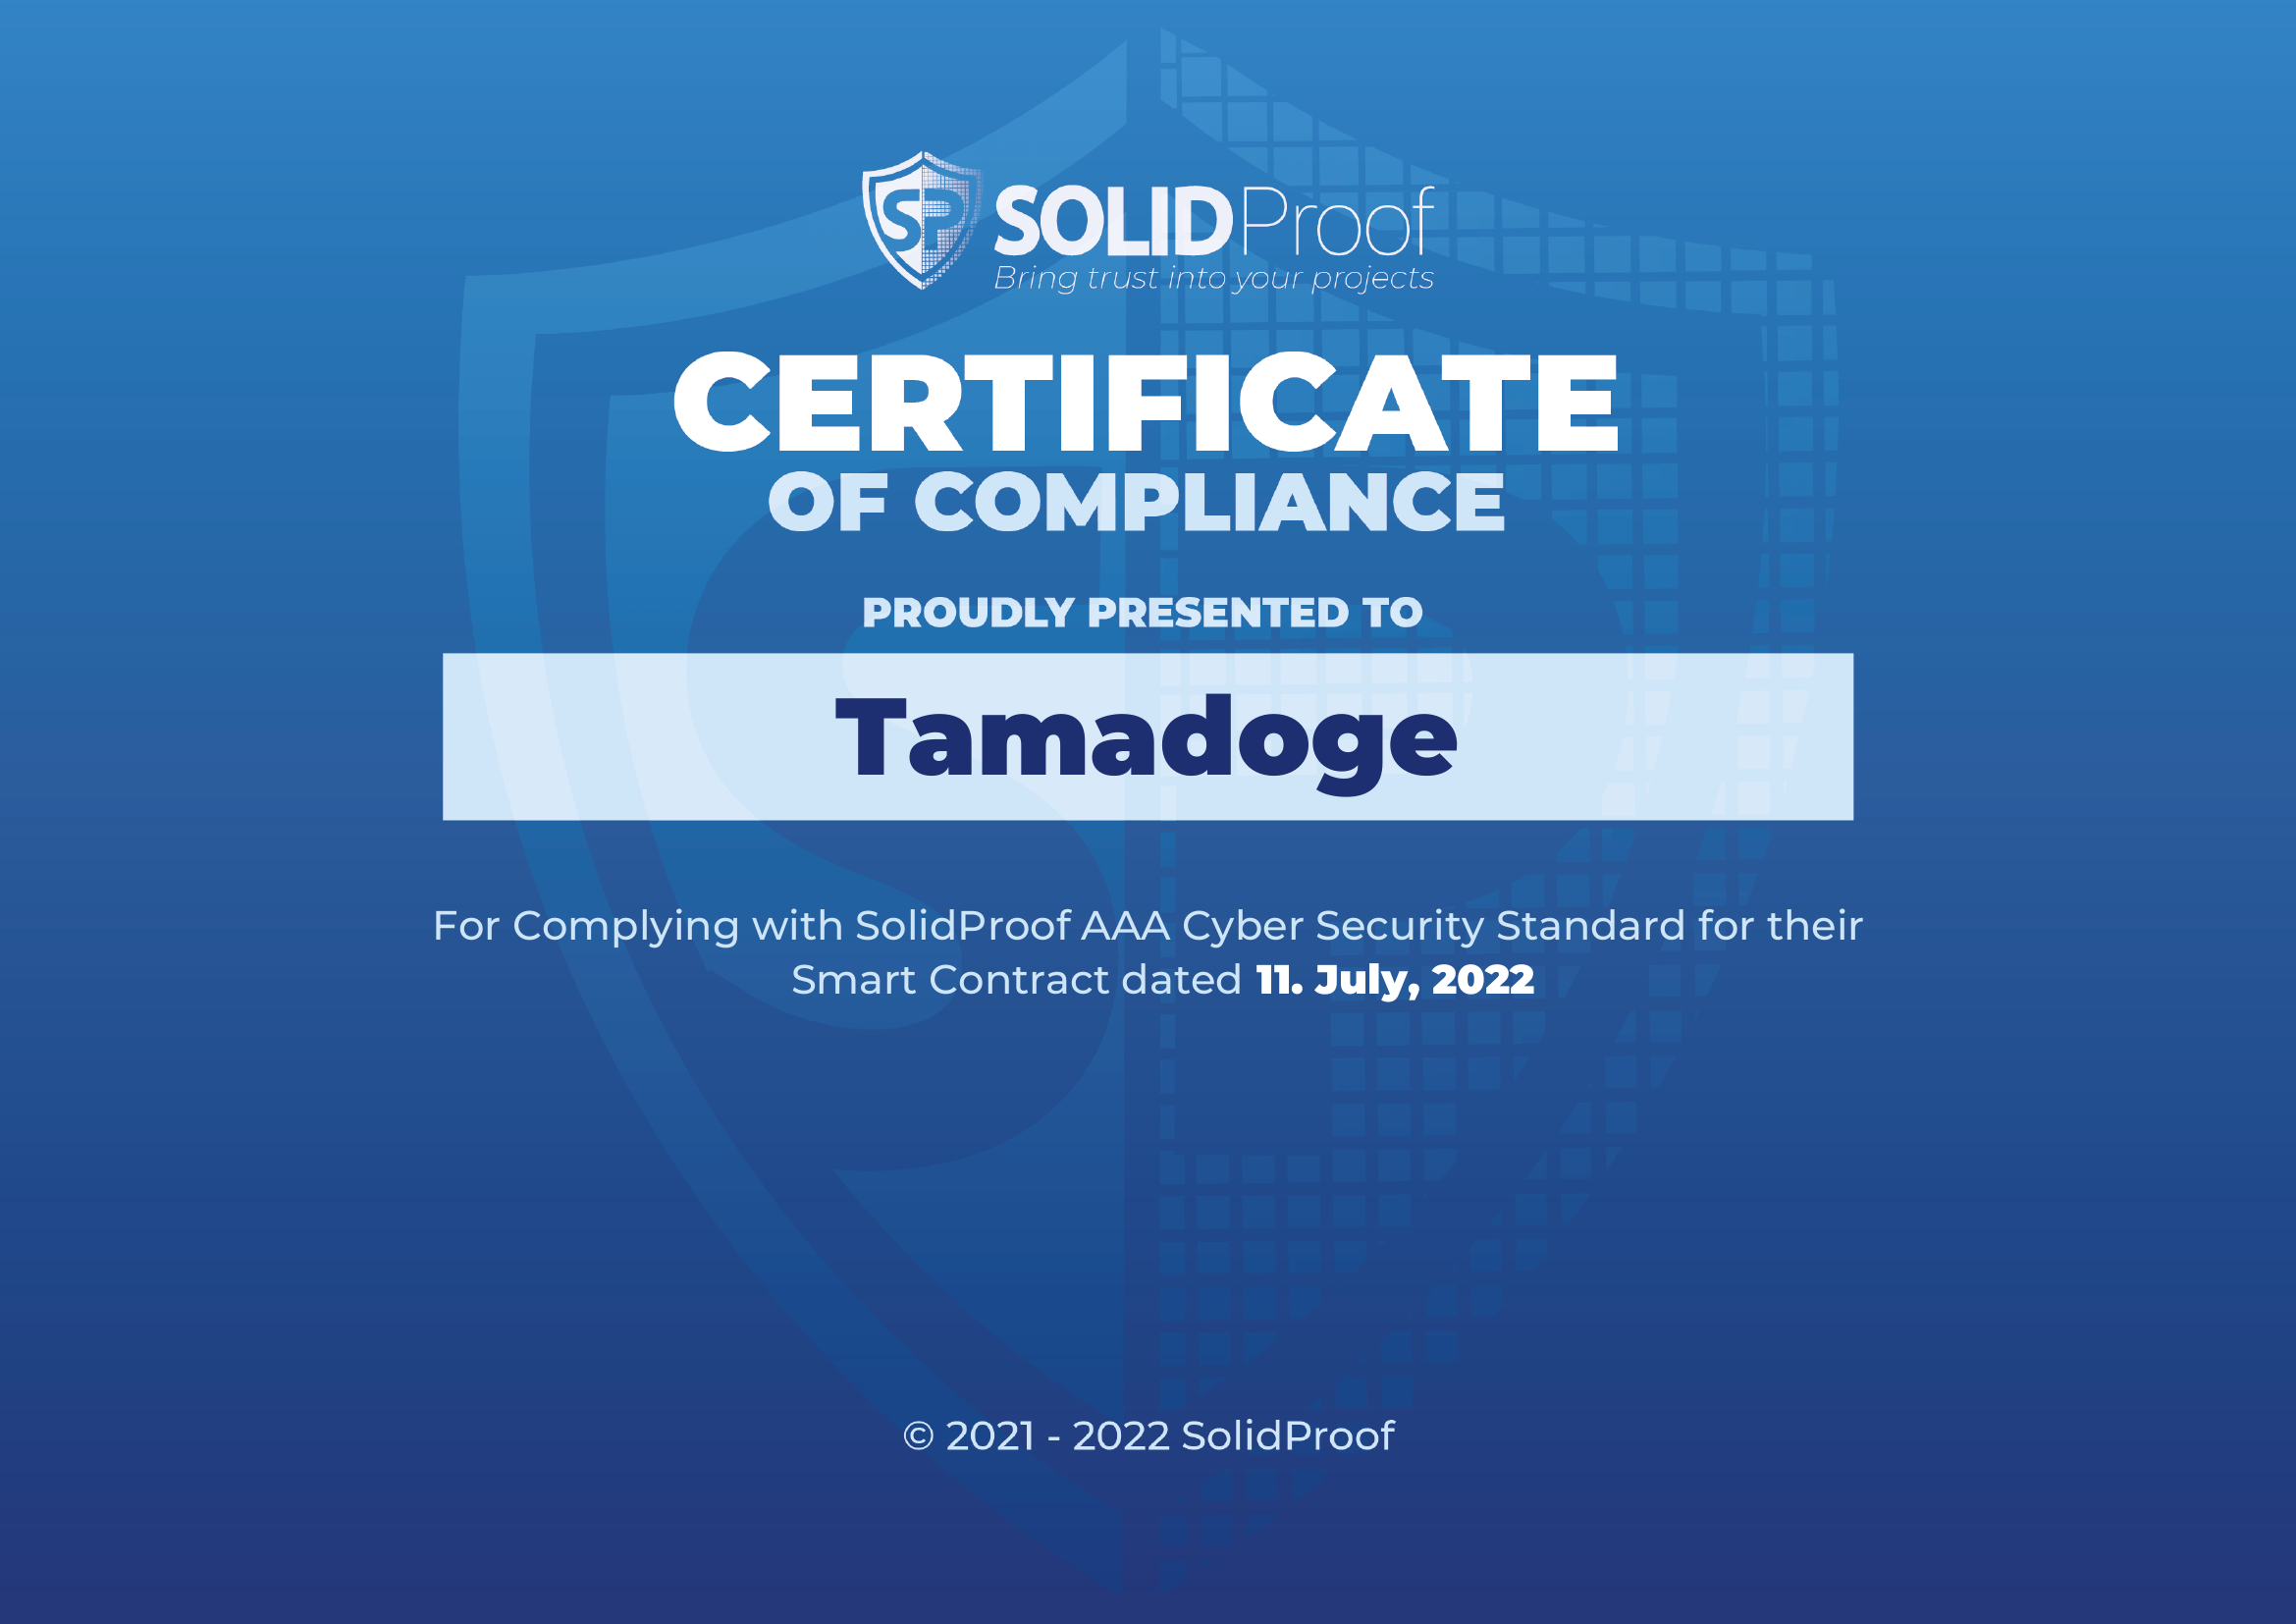 SP SOLIDProof
Bring trust into your projects
CERTIFICATE
OF COMPLIANCE
PROUDLY PRESENTED TO
Tamadoge
For Complying with SolidProof AAA Cyber Security Standard for their
Smart Contract dated 11. July, 2022
© 2021 - 2022 SolidProof